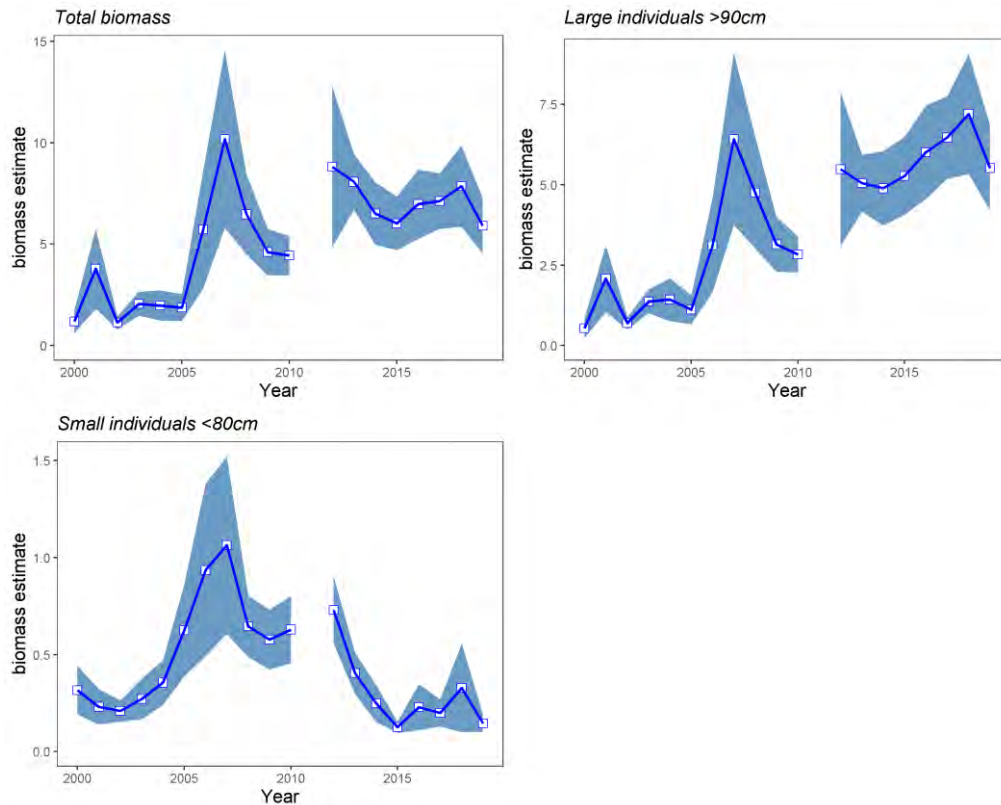 Total biomass
15
10
5
0
biomass estimate
2000
2005
2010
2015
Year
Large individuals >90cm
7.5
5.0
2.5
0.0
biomass estimate
2000
2005
2010
2015
Year
Small individuals <80cm
1.5
1.0
0.5
0.0
biomass estimate
2000
2005
2010
2015
Year